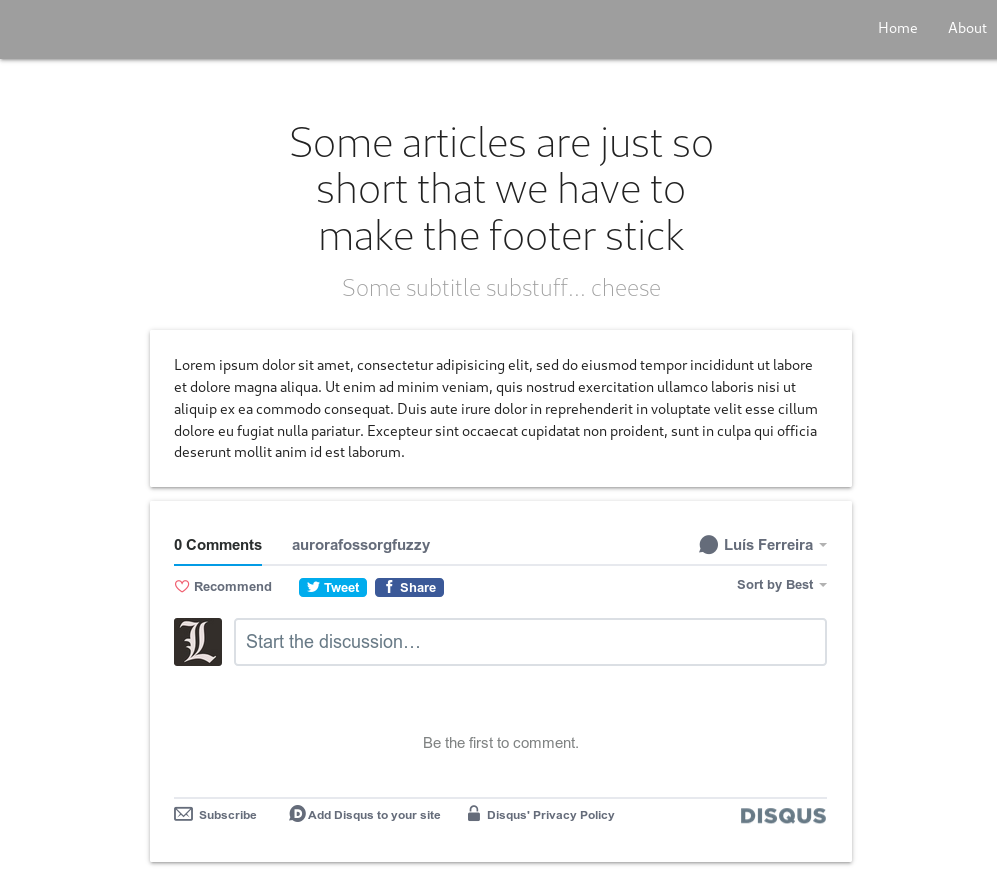 Home About
Some articles are just so
short that we have to
make the footer stick
Some subtitle substuff... cheese
Lorem ipsum dolor sit amet, consectetur adipisicing elit, sed do eiusmod tempor incididunt ut labore
et dolore magna aliqua. Ut enim ad minim veniam, quis nostrud exercitation ullamco laboris nisi ut
aliquip ex ea commodo consequat. Duis aute irure dolor in reprehenderit in voluptate velit esse cillum
dolore eu fugiat nulla pariatur. Excepteur sint occaecat cupidatat non proident, sunt in culpa qui officia
deserunt mollit anim id est laborum.
0 Comments aurorafossorgfuzzy Luís Ferreira
Recommend Tweet Share Sort by Best
L Start the discussion…
Be the first to comment.
Subscribe D Add Disqus to your site Disqus' Privacy Policy DISQUS